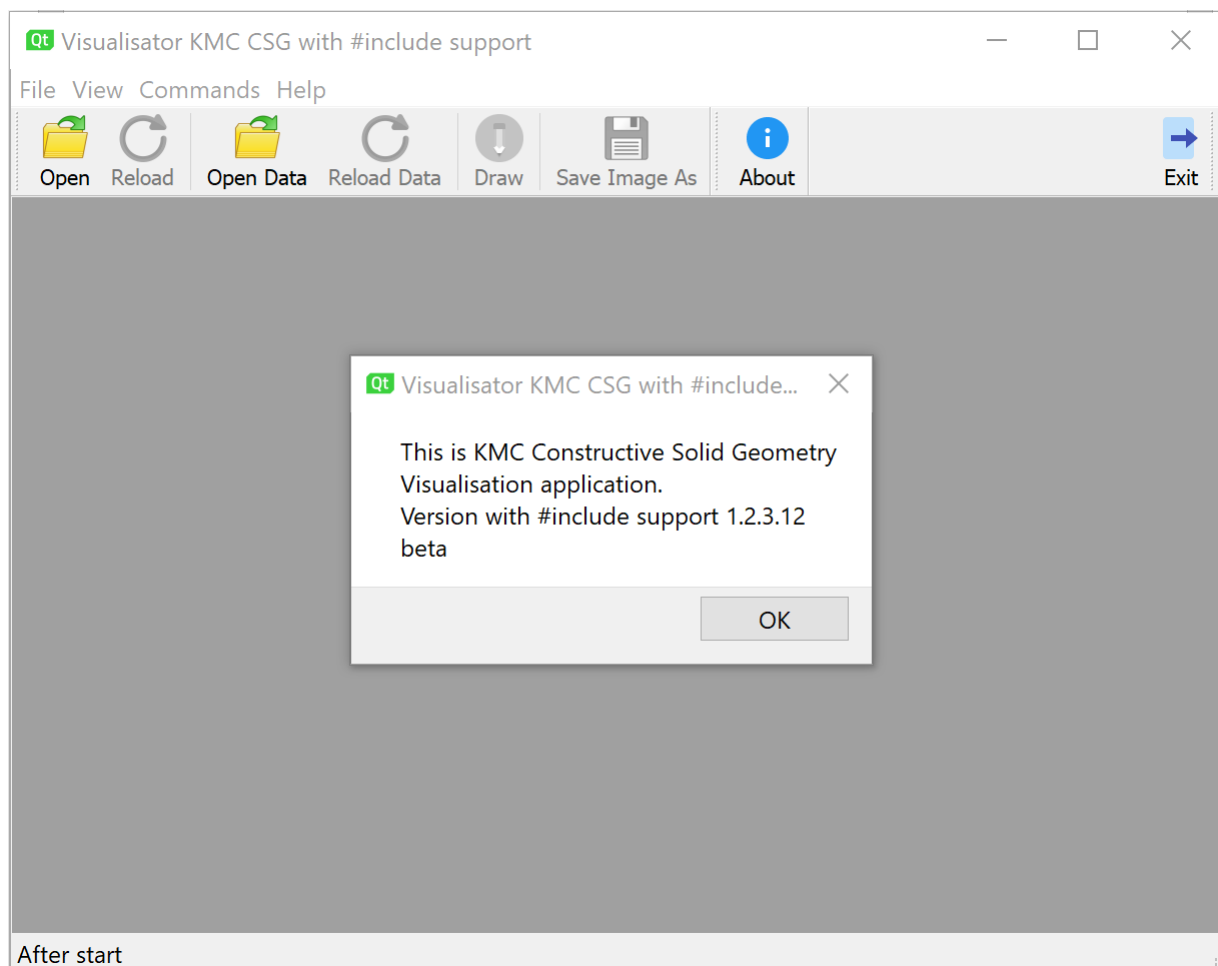 Qt Visualisator KMC CSG with #include support
File View Commands Help
Open Reload Open Data Reload Data Draw Save Image As About Exit
Qt Visualisator KMC CSG with #include...
This is KMC Constructive Solid Geometry
Visualisation application.
Version with #include support 1.2.3.12
beta
OK
After start